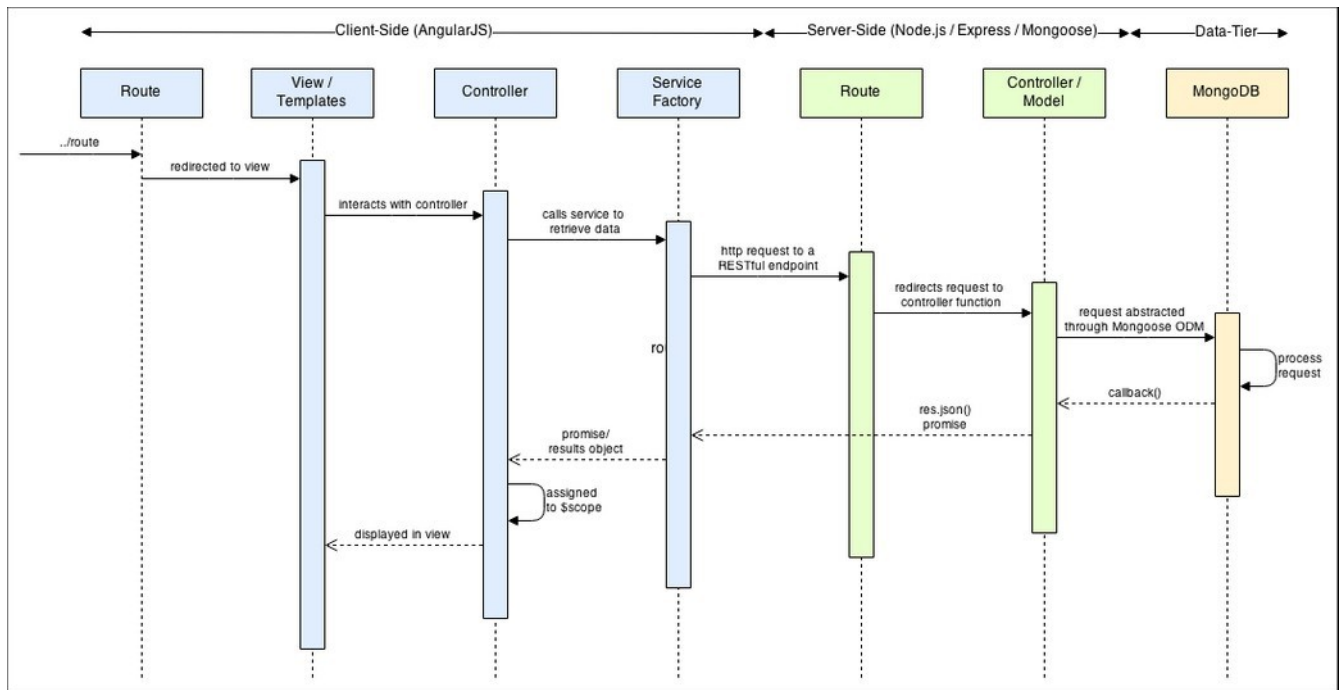 Client-Side (AngularJS)
Server-Side (Node.js / Express / Mongoose)
Data-Tier
Route
View /
Templates
Controller
Service
Factory
Route
Controller /
Model
MongoDB
../route
redirected to view
interacts with controller
calls service to
retrieve data
http request to a
RESTful endpoint
redirects request to
controller function
request abstracted
through Mongoose ODM
ro
process
request
callback()
res.json()
promise
promise/
results object
assigned
to $scope
displayed in view